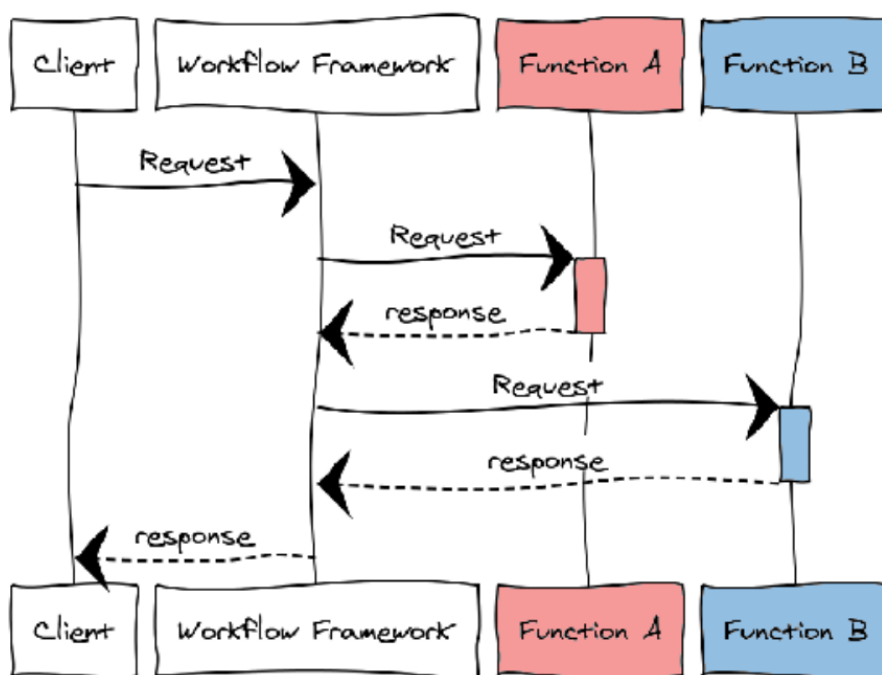 Client Workflow Framework Function A Function B
Request
Request
response
Request
response
response
Client Workflow Framework Function A Function B